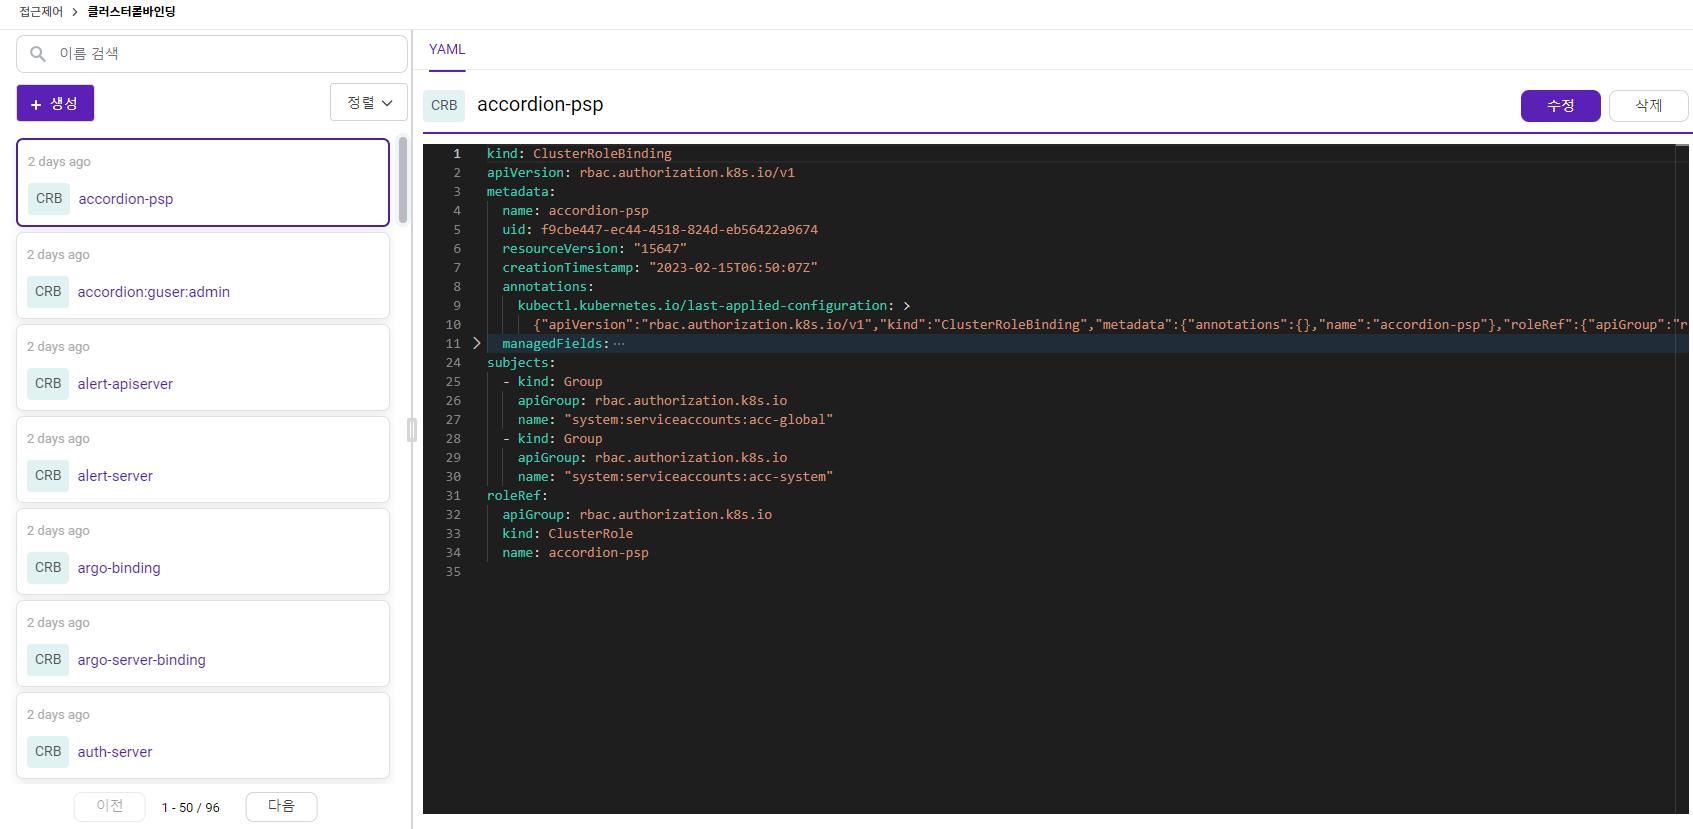 접근제어 > 클러스터롤바인딩
이름 검색
+ 생성
정렬
2 days ago
CRB accordion-psp
2 days ago
CRB accordion:guser:admin
2 days ago
CRB alert-apiserver
2 days ago
CRB alert-server
2 days ago
CRB argo-binding
2 days ago
CRB argo-server-binding
2 days ago
CRB auth-server
이전 1 - 50 / 96 다음
YAML
CRB accordion-psp
수정 삭제
1 kind: ClusterRoleBinding
2 apiVersion: rbac.authorization.k8s.io/v1
3 metadata:
4 name: accordion-psp
5 uid: f9cbe447-ec44-4518-824d-eb56422a9674
6 resourceVersion: "15647"
7 creationTimestamp: "2023-02-15T06:50:07Z"
8 annotations:
9 kubectl.kubernetes.io/last-applied-configuration: >
10 {"apiVersion":"rbac.authorization.k8s.io/v1","kind":"ClusterRoleBinding","metadata":{"annotations":{},"name":"accordion-psp"},"roleRef":{"apiGroup":"r
11 > managedFields: ⋯
24 subjects:
25 - kind: Group
26 apiGroup: rbac.authorization.k8s.io
27 name: "system:serviceaccounts:acc-global"
28 - kind: Group
29 apiGroup: rbac.authorization.k8s.io
30 name: "system:serviceaccounts:acc-system"
31 roleRef:
32 apiGroup: rbac.authorization.k8s.io
33 kind: ClusterRole
34 name: accordion-psp
35